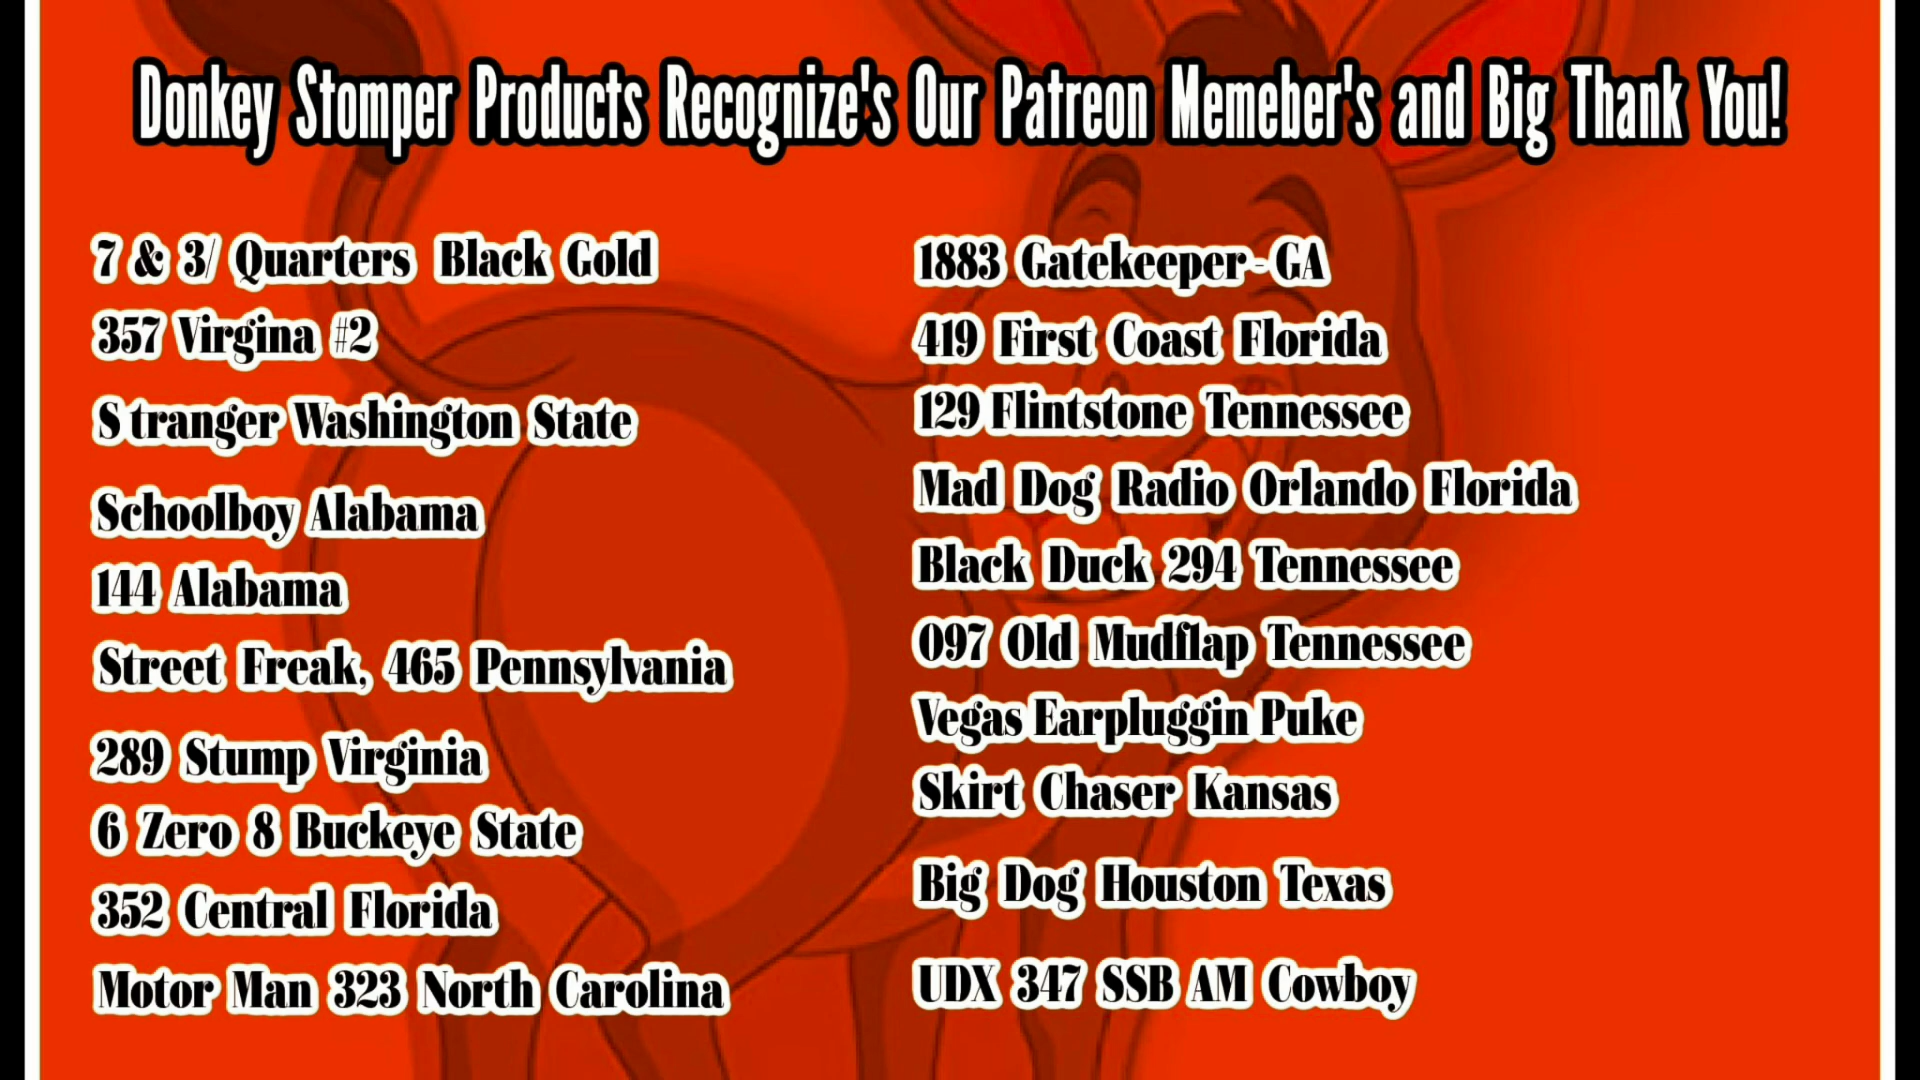 Donkey Stomper Products Recognize's Our Patreon Memeber's and Big Thank You!
7 & 3/ Quarters Black Gold
357 Virgina #2
S tranger Washington State
Schoolboy Alabama
144 Alabama
Street Freak, 465 Pennsylvania
289 Stump Virginia
6 Zero 8 Buckeye State
352 Central Florida
Motor Man 323 North Carolina
1883 Gatekeeper - GA
419 First Coast Florida
129 Flintstone Tennessee
Mad Dog Radio Orlando Florida
Black Duck 294 Tennessee
097 Old Mudflap Tennessee
Vegas Earpluggin Puke
Skirt Chaser Kansas
Big Dog Houston Texas
UDX 347 SSB AM Cowboy